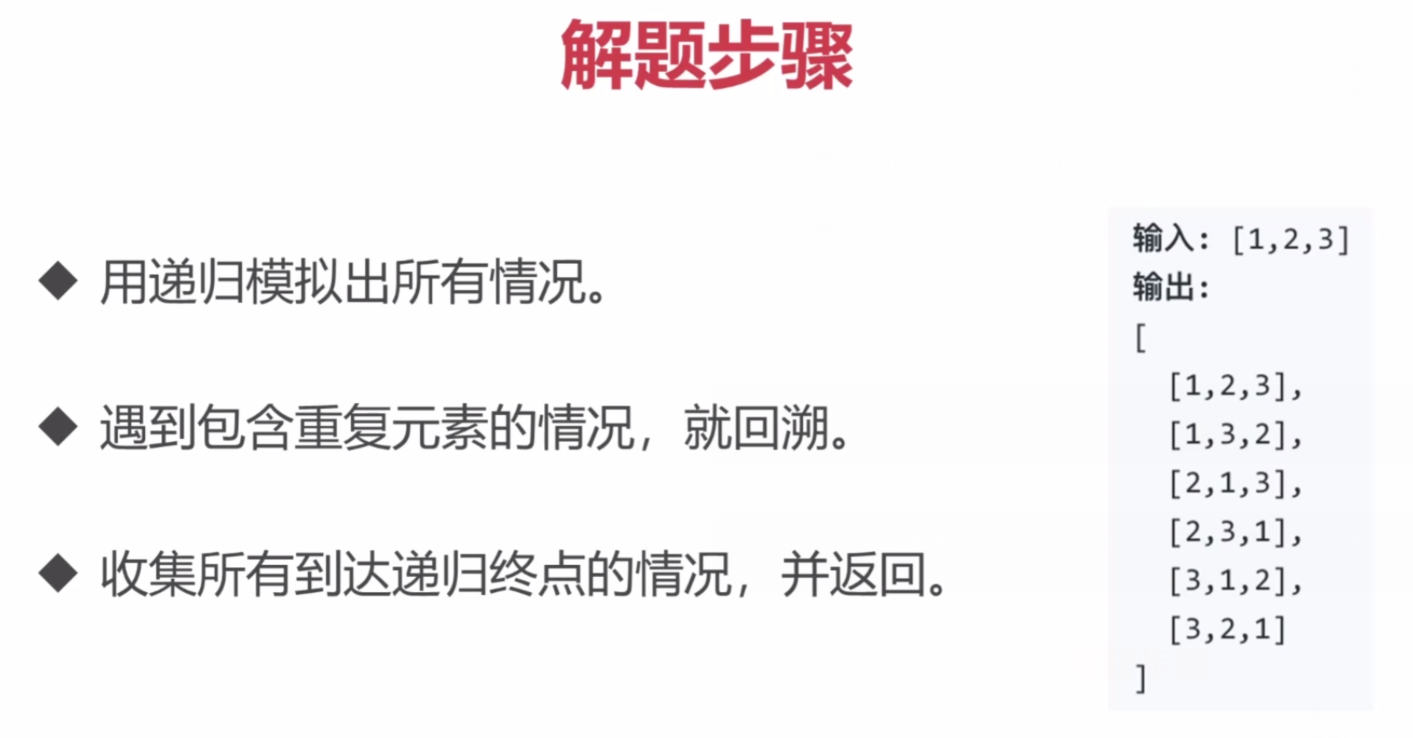 解题步骤
◆ 用递归模拟出所有情况。
◆ 遇到包含重复元素的情况，就回溯。
◆ 收集所有到达递归终点的情况，并返回。
输入: [1,2,3]
输出:
[
  [1,2,3],
  [1,3,2],
  [2,1,3],
  [2,3,1],
  [3,1,2],
  [3,2,1]
]